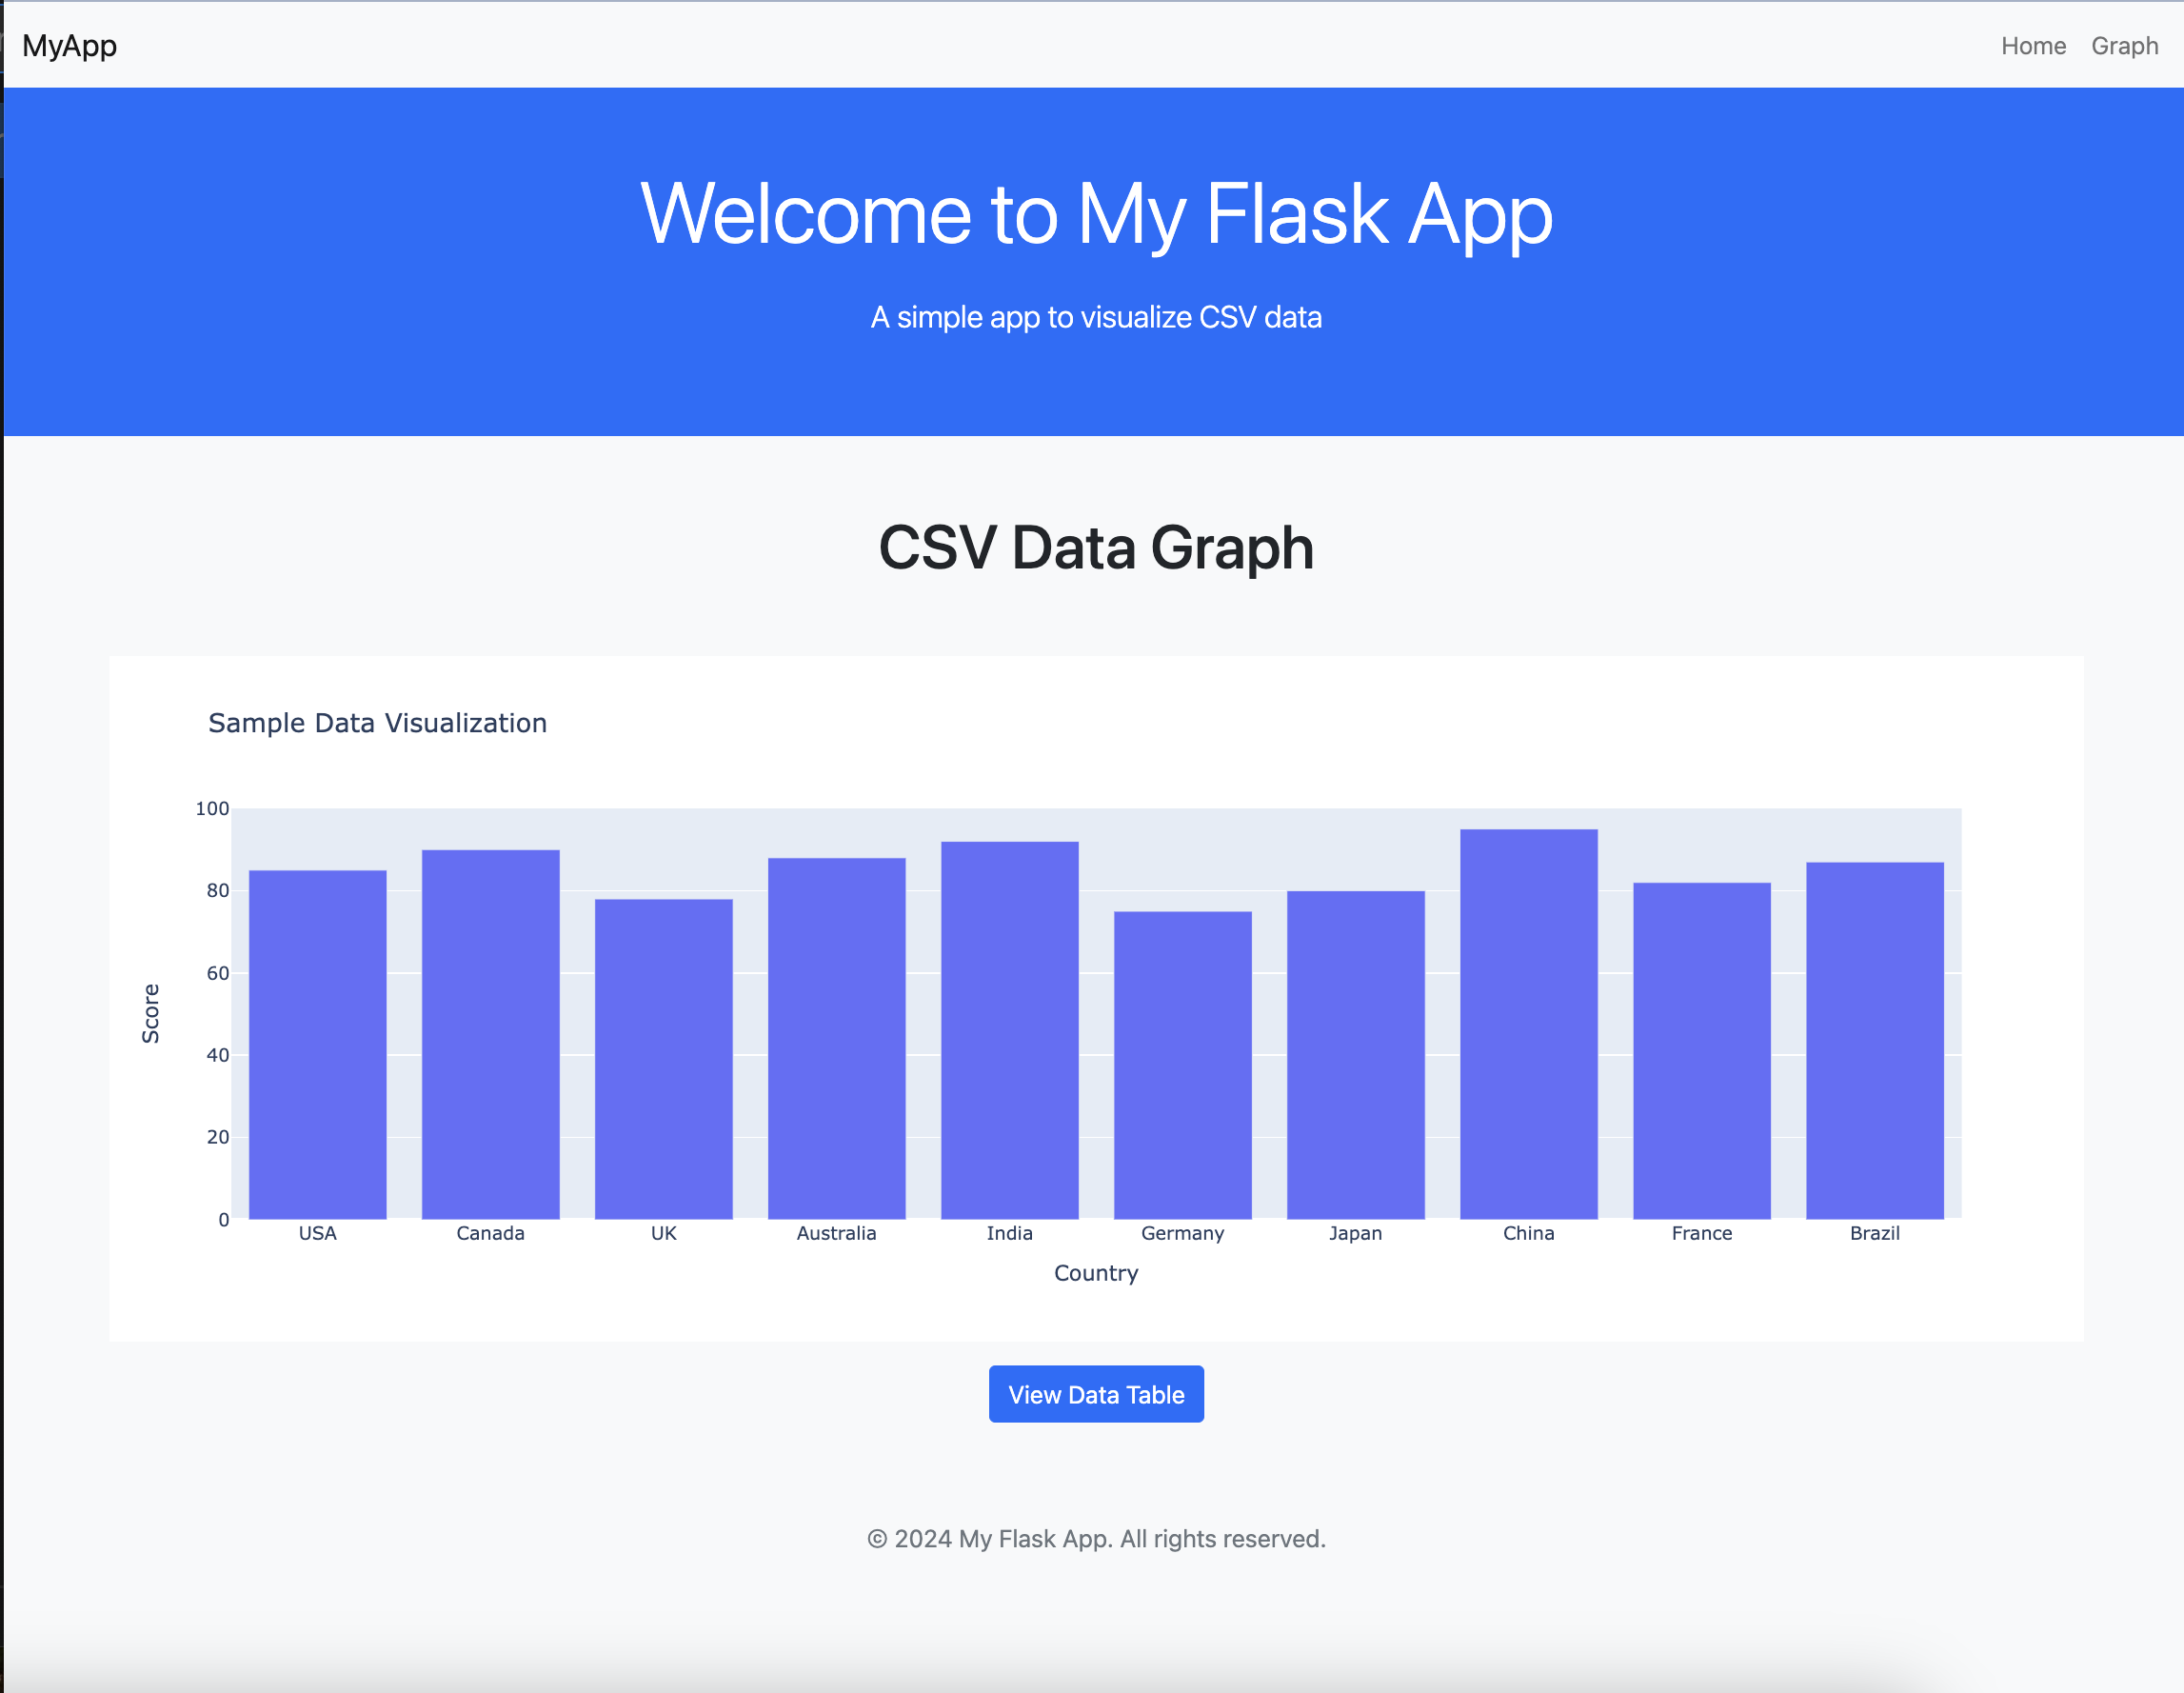 MyApp
Home Graph
Welcome to My Flask App
A simple app to visualize CSV data
CSV Data Graph
Sample Data Visualization
100
80
60
40
20
0
Score
USA Canada UK Australia India Germany Japan China France Brazil
Country
View Data Table
© 2024 My Flask App. All rights reserved.